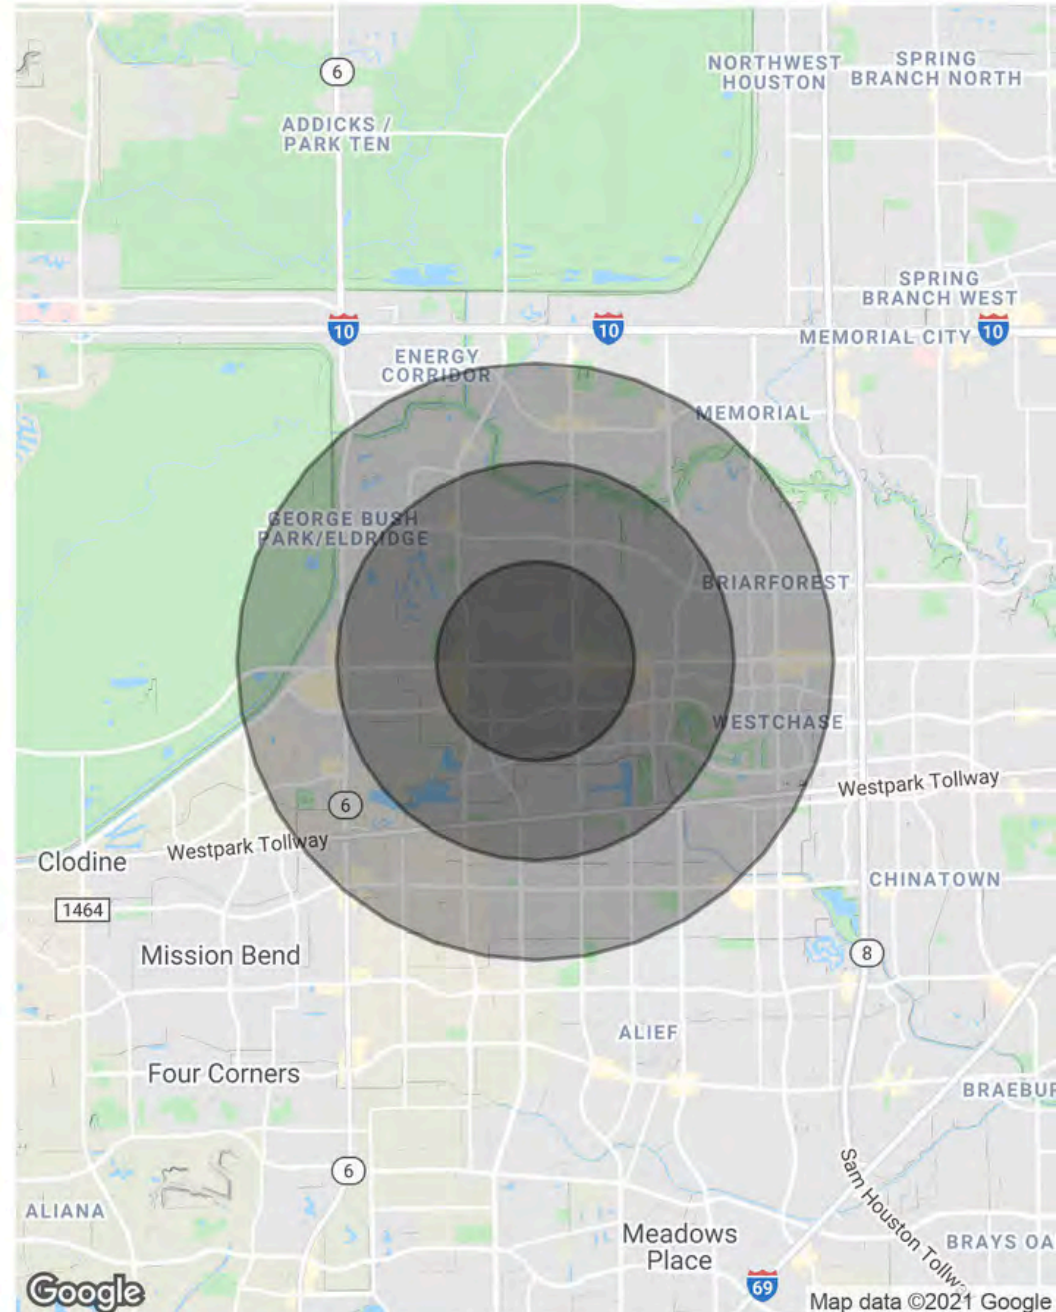 NORTHWEST
HOUSTON
SPRING
BRANCH NORTH
6
ADDICKS /
PARK TEN
SPRING
BRANCH WEST
10
10
MEMORIAL CITY
10
ENERGY
CORRIDOR
MEMORIAL
GEORGE BUSH
PARK/ELDRIDGE
BRIARFOREST
WESTCHASE
Westpark Tollway
6
Westpark Tollway
Clodine
CHINATOWN
1464
Mission Bend
8
ALIEF
Four Corners
BRAEBUR
6
Sam Houston Tollwa
ALIANA
Meadows
Place
BRAYS OA
69
Google
Map data ©2021 Google